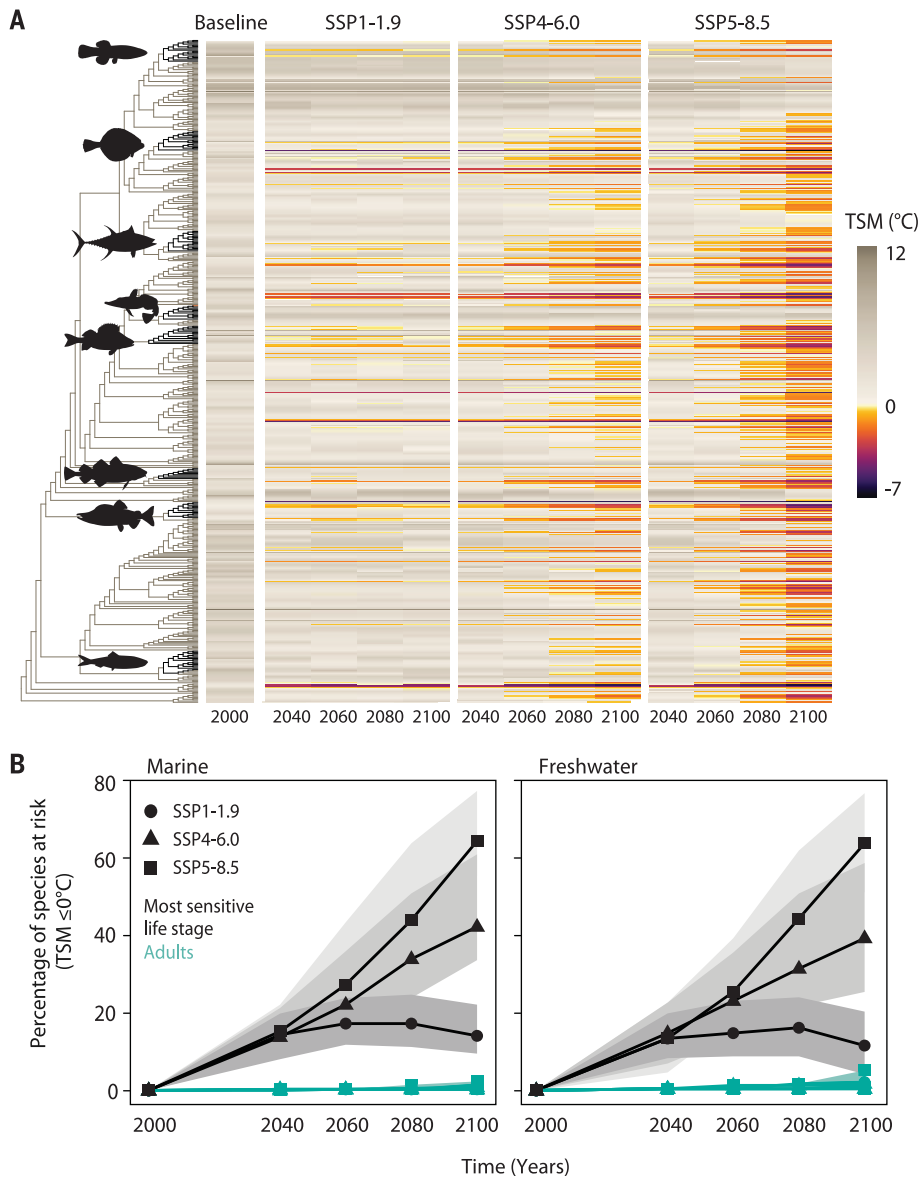 A
Baseline
SSP1-1.9
SSP4-6.0
SSP5-8.5
TSM (°C)
12
0
-7
2000
2040 2060 2080 2100
2040 2060 2080 2100
2040 2060 2080 2100
B
Marine
Freshwater
Percentage of species at risk
(TSM ≤0°C)
80
60
40
20
0
SSP1-1.9
SSP4-6.0
SSP5-8.5
Most sensitive
life stage
Adults
2000 2040 2060 2080 2100
2000 2040 2060 2080 2100
Time (Years)